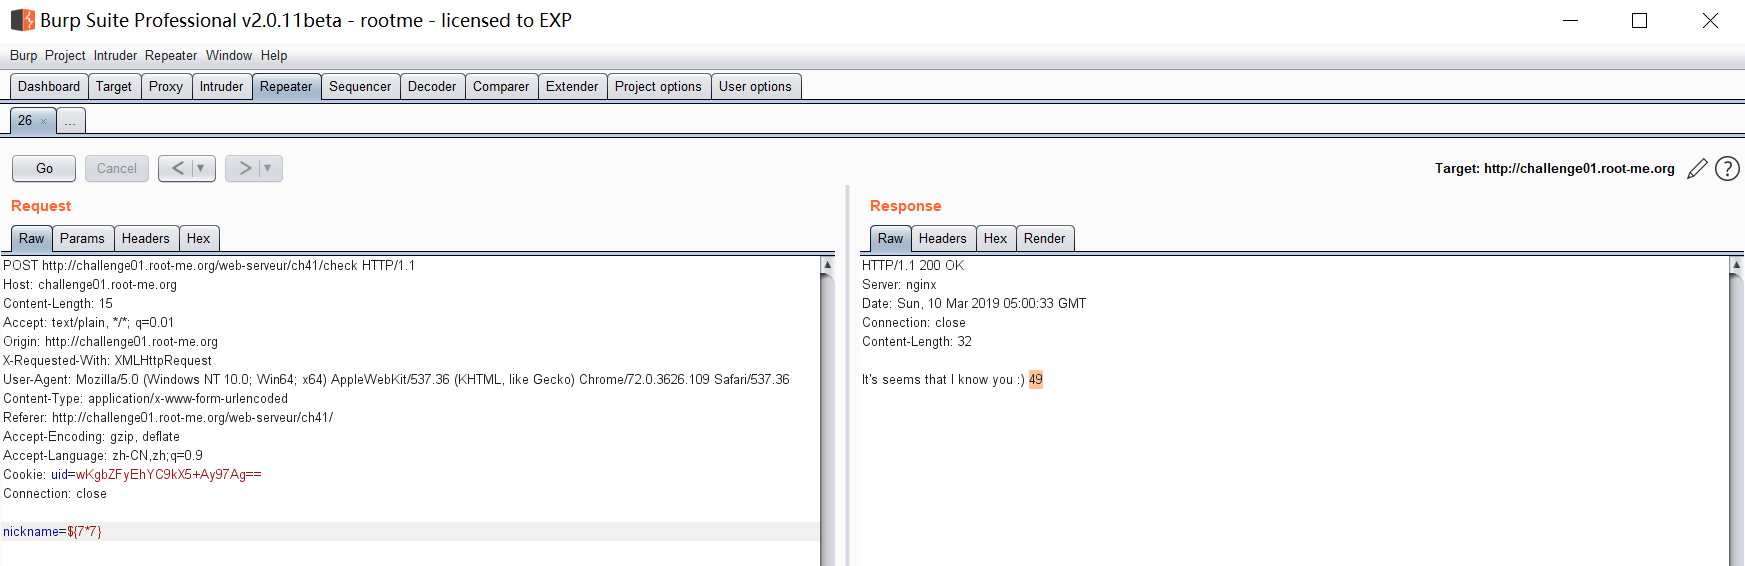 Burp Suite Professional v2.0.11beta - rootme - licensed to EXP
Burp Project Intruder Repeater Window Help
Dashboard Target Proxy Intruder Repeater Sequencer Decoder Comparer Extender Project options User options
26 × ...
Go Cancel < > Target: http://challenge01.root-me.org ?
Request
Raw Params Headers Hex
POST http://challenge01.root-me.org/web-serveur/ch41/check HTTP/1.1
Host: challenge01.root-me.org
Content-Length: 15
Accept: text/plain, */*; q=0.01
Origin: http://challenge01.root-me.org
X-Requested-With: XMLHttpRequest
User-Agent: Mozilla/5.0 (Windows NT 10.0; Win64; x64) AppleWebKit/537.36 (KHTML, like Gecko) Chrome/72.0.3626.109 Safari/537.36
Content-Type: application/x-www-form-urlencoded
Referer: http://challenge01.root-me.org/web-serveur/ch41/
Accept-Encoding: gzip, deflate
Accept-Language: zh-CN,zh;q=0.9
Cookie: uid=wKgbZFyEhYC9kX5+Ay97Ag==
Connection: close
nickname=${7*7}
Response
Raw Headers Hex Render
HTTP/1.1 200 OK
Server: nginx
Date: Sun, 10 Mar 2019 05:00:33 GMT
Connection: close
Content-Length: 32
It's seems that I know you :) 49